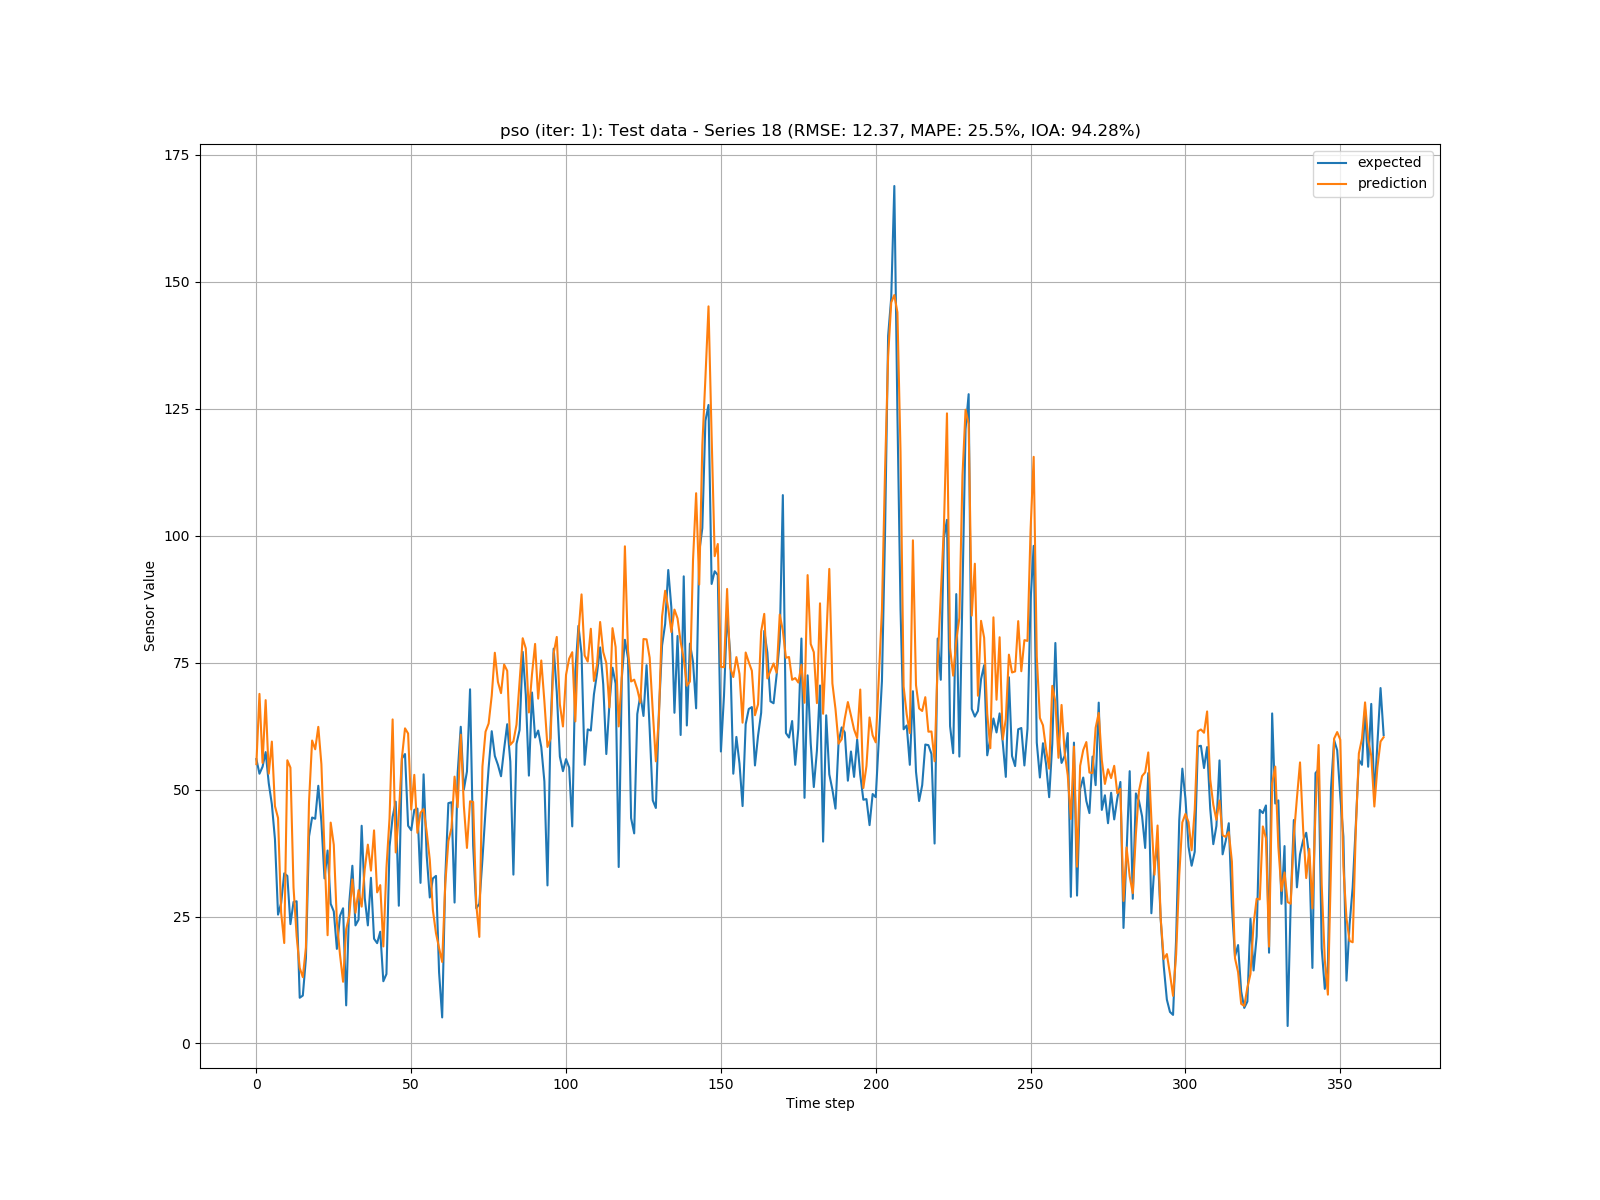 pso (iter: 1): Test data - Series 18 (RMSE: 12.37, MAPE: 25.5%, IOA: 94.28%)
expected
prediction
175
150
125
100
75
50
25
0
Sensor Value
0 50 100 150 200 250 300 350
Time step